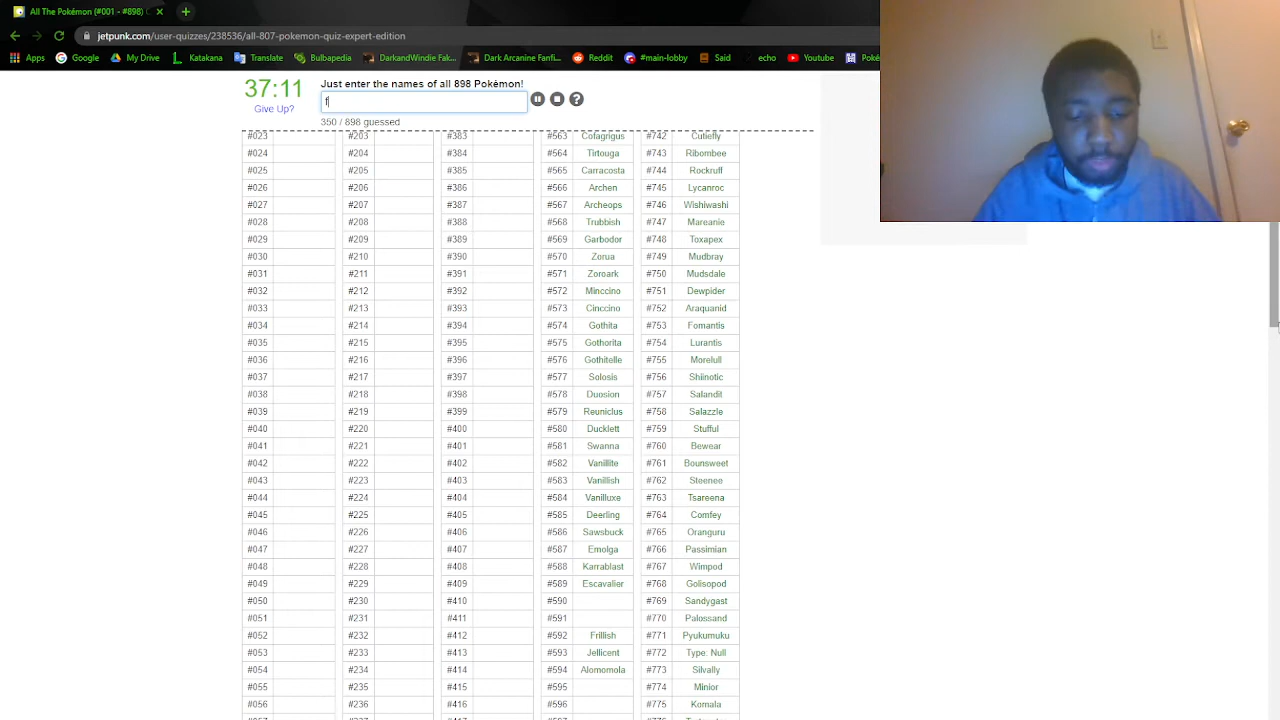 All The Pokémon (#001 - #898)
jetpunk.com/user-quizzes/238536/all-807-pokemon-quiz-expert-edition
Apps Google My Drive Katakana Translate Bulbapedia DarkandWindie Fak... Dark Arcanine Fanfi... Reddit #main-lobby Said echo Youtube Poké
37:11
Give Up?
Just enter the names of all 898 Pokémon!
f
350 / 898 guessed
#023 #203 #383 #563 Cofagrigus #742 Cutiefly
#024 #204 #384 #564 Tirtouga #743 Ribombee
#025 #205 #385 #565 Carracosta #744 Rockruff
#026 #206 #386 #566 Archen #745 Lycanroc
#027 #207 #387 #567 Archeops #746 Wishiwashi
#028 #208 #388 #568 Trubbish #747 Mareanie
#029 #209 #389 #569 Garbodor #748 Toxapex
#030 #210 #390 #570 Zorua #749 Mudbray
#031 #211 #391 #571 Zoroark #750 Mudsdale
#032 #212 #392 #572 Minccino #751 Dewpider
#033 #213 #393 #573 Cinccino #752 Araquanid
#034 #214 #394 #574 Gothita #753 Fomantis
#035 #215 #395 #575 Gothorita #754 Lurantis
#036 #216 #396 #576 Gothitelle #755 Morelull
#037 #217 #397 #577 Solosis #756 Shiinotic
#038 #218 #398 #578 Duosion #757 Salandit
#039 #219 #399 #579 Reuniclus #758 Salazzle
#040 #220 #400 #580 Ducklett #759 Stufful
#041 #221 #401 #581 Swanna #760 Bewear
#042 #222 #402 #582 Vanillite #761 Bounsweet
#043 #223 #403 #583 Vanillish #762 Steenee
#044 #224 #404 #584 Vanilluxe #763 Tsareena
#045 #225 #405 #585 Deerling #764 Comfey
#046 #226 #406 #586 Sawsbuck #765 Oranguru
#047 #227 #407 #587 Emolga #766 Passimian
#048 #228 #408 #588 Karrablast #767 Wimpod
#049 #229 #409 #589 Escavalier #768 Golisopod
#050 #230 #410 #590 #769 Sandygast
#051 #231 #411 #591 #770 Palossand
#052 #232 #412 #592 Frillish #771 Pyukumuku
#053 #233 #413 #593 Jellicent #772 Type: Null
#054 #234 #414 #594 Alomomola #773 Silvally
#055 #235 #415 #595 #774 Minior
#056 #236 #416 #596 #775 Komala